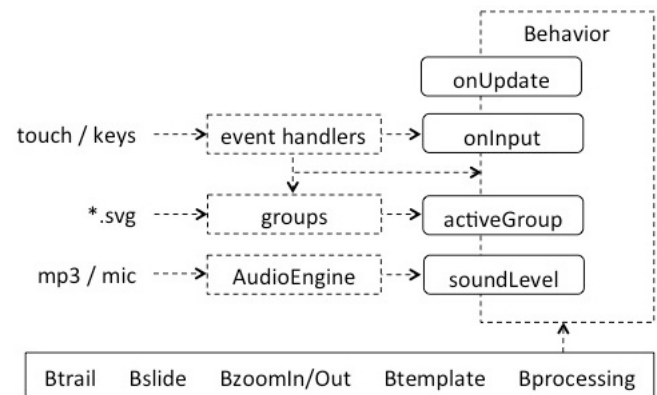 Behavior
onUpdate
touch / keys event handlers onInput
*.svg groups activeGroup
mp3 / mic AudioEngine soundLevel
Btrail Bslide BzoomIn/Out Btemplate Bprocessing